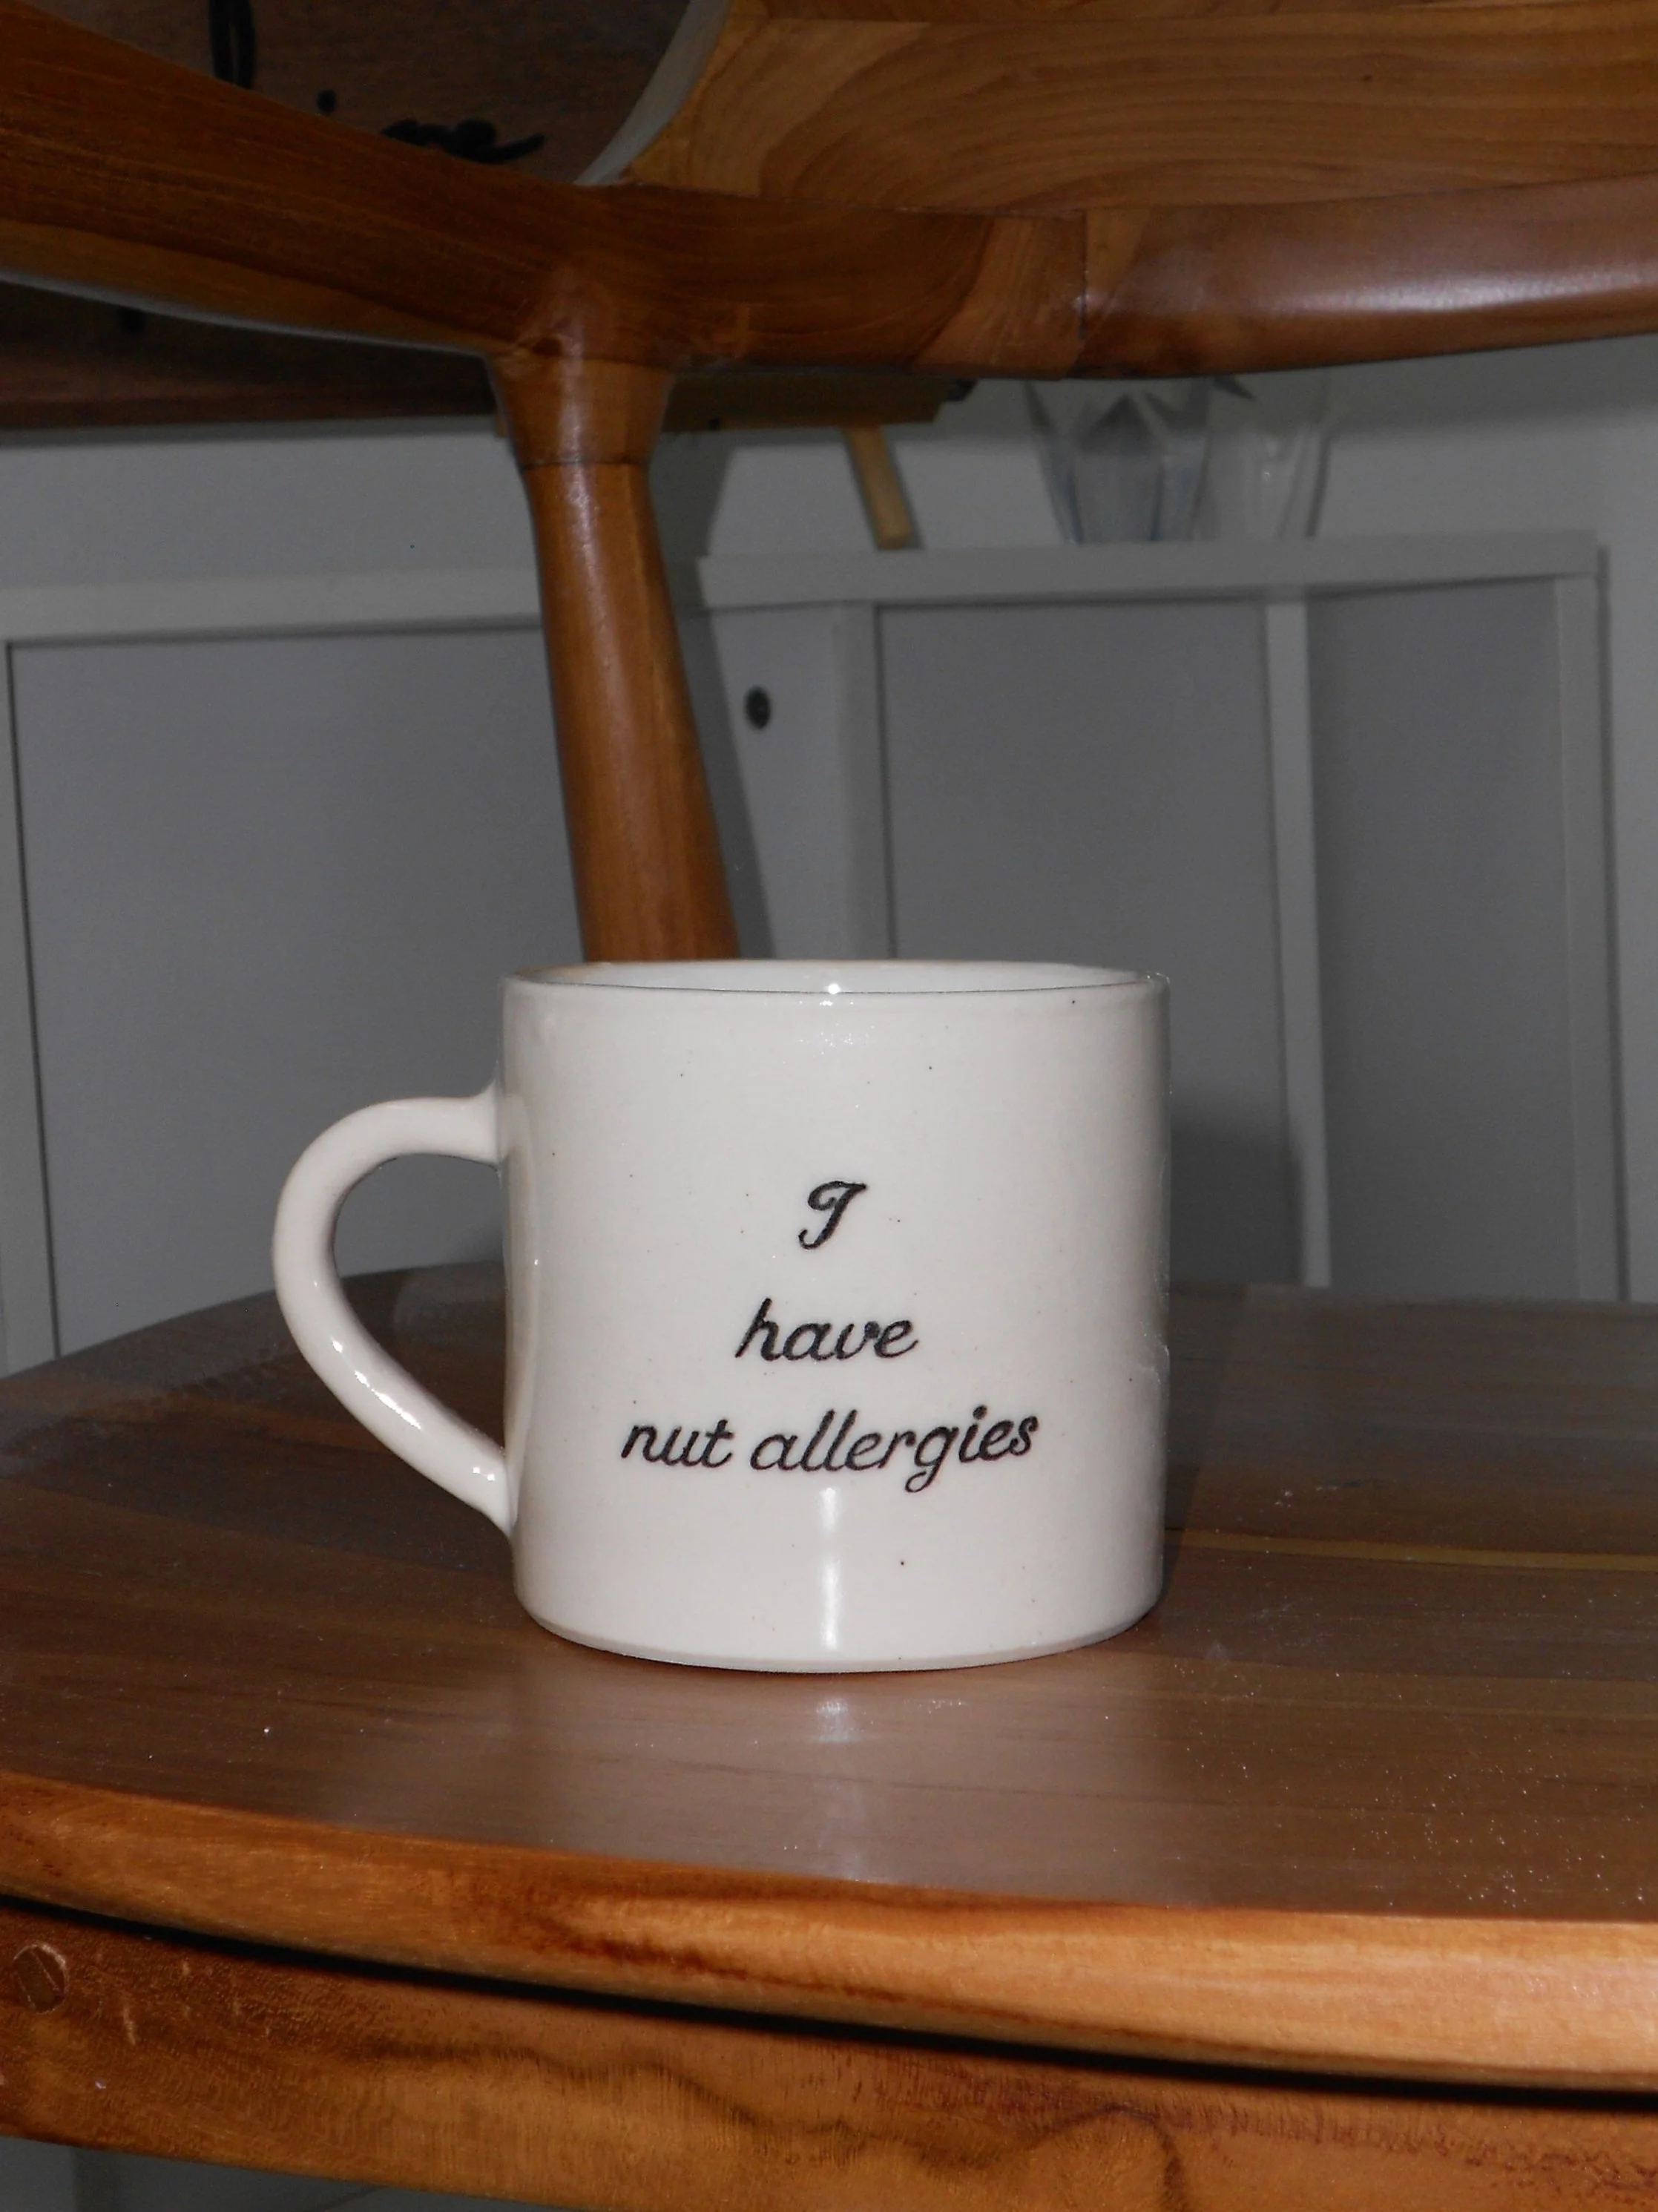 I
have
nut allergies